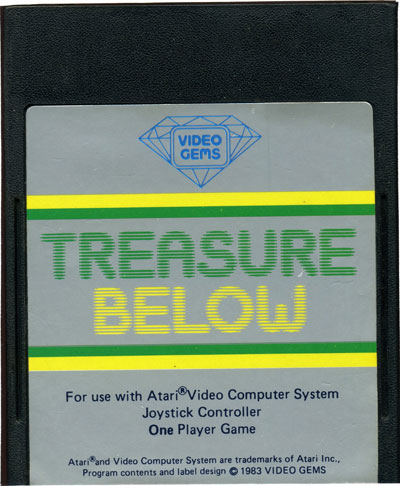 VIDEO
GEMS
TREASURE
BELOW
For use with Atari® Video Computer System
Joystick Controller
One Player Game
Atari® and Video Computer System are trademarks of Atari Inc.,
Program contents and label design © 1983 VIDEO GEMS